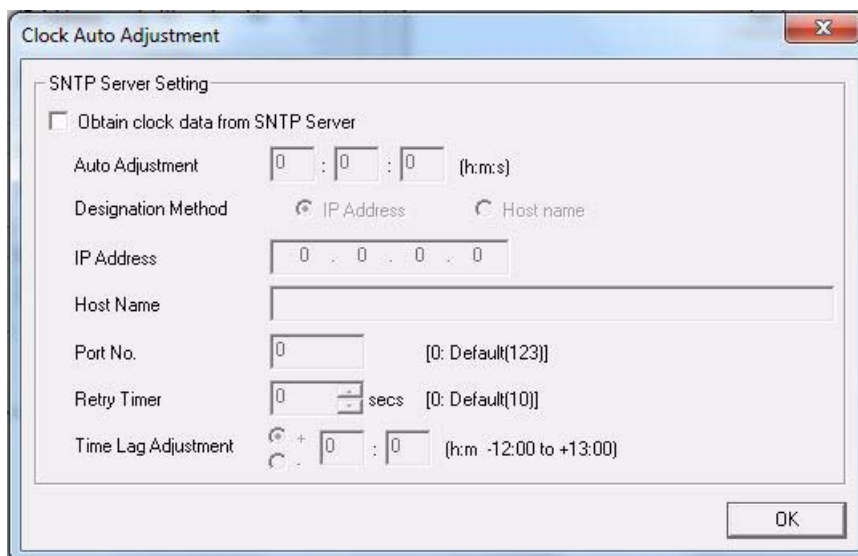 Clock Auto Adjustment
SNTP Server Setting
Obtain clock data from SNTP Server
Auto Adjustment 0 : 0 : 0 (h:m:s)
Designation Method IP Address Host name
IP Address 0 . 0 . 0 . 0
Host Name
Port No. 0 [0: Default(123)]
Retry Timer 0 secs [0: Default(10)]
Time Lag Adjustment + - 0 : 0 (h:m -12:00 to +13:00)
OK